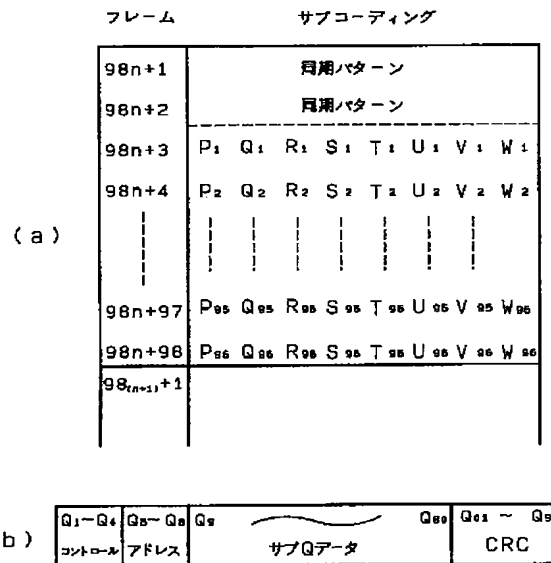 フレーム サブコーディング
98n+1 同期パターン
98n+2 同期パターン
98n+3 P1 Q1 R1 S1 T1 U1 V1 W1
98n+4 P2 Q2 R2 S2 T2 U2 V2 W2
(a)
98n+97 P95 Q95 R95 S95 T95 U95 V95 W95
98n+98 P96 Q96 R96 S96 T96 U96 V96 W96
98(n+1)+1
b) Q1~Q4 Q5~Q8 Q9 Q80 Q81 ~ Q9
コントロール アドレス サブQデータ CRC